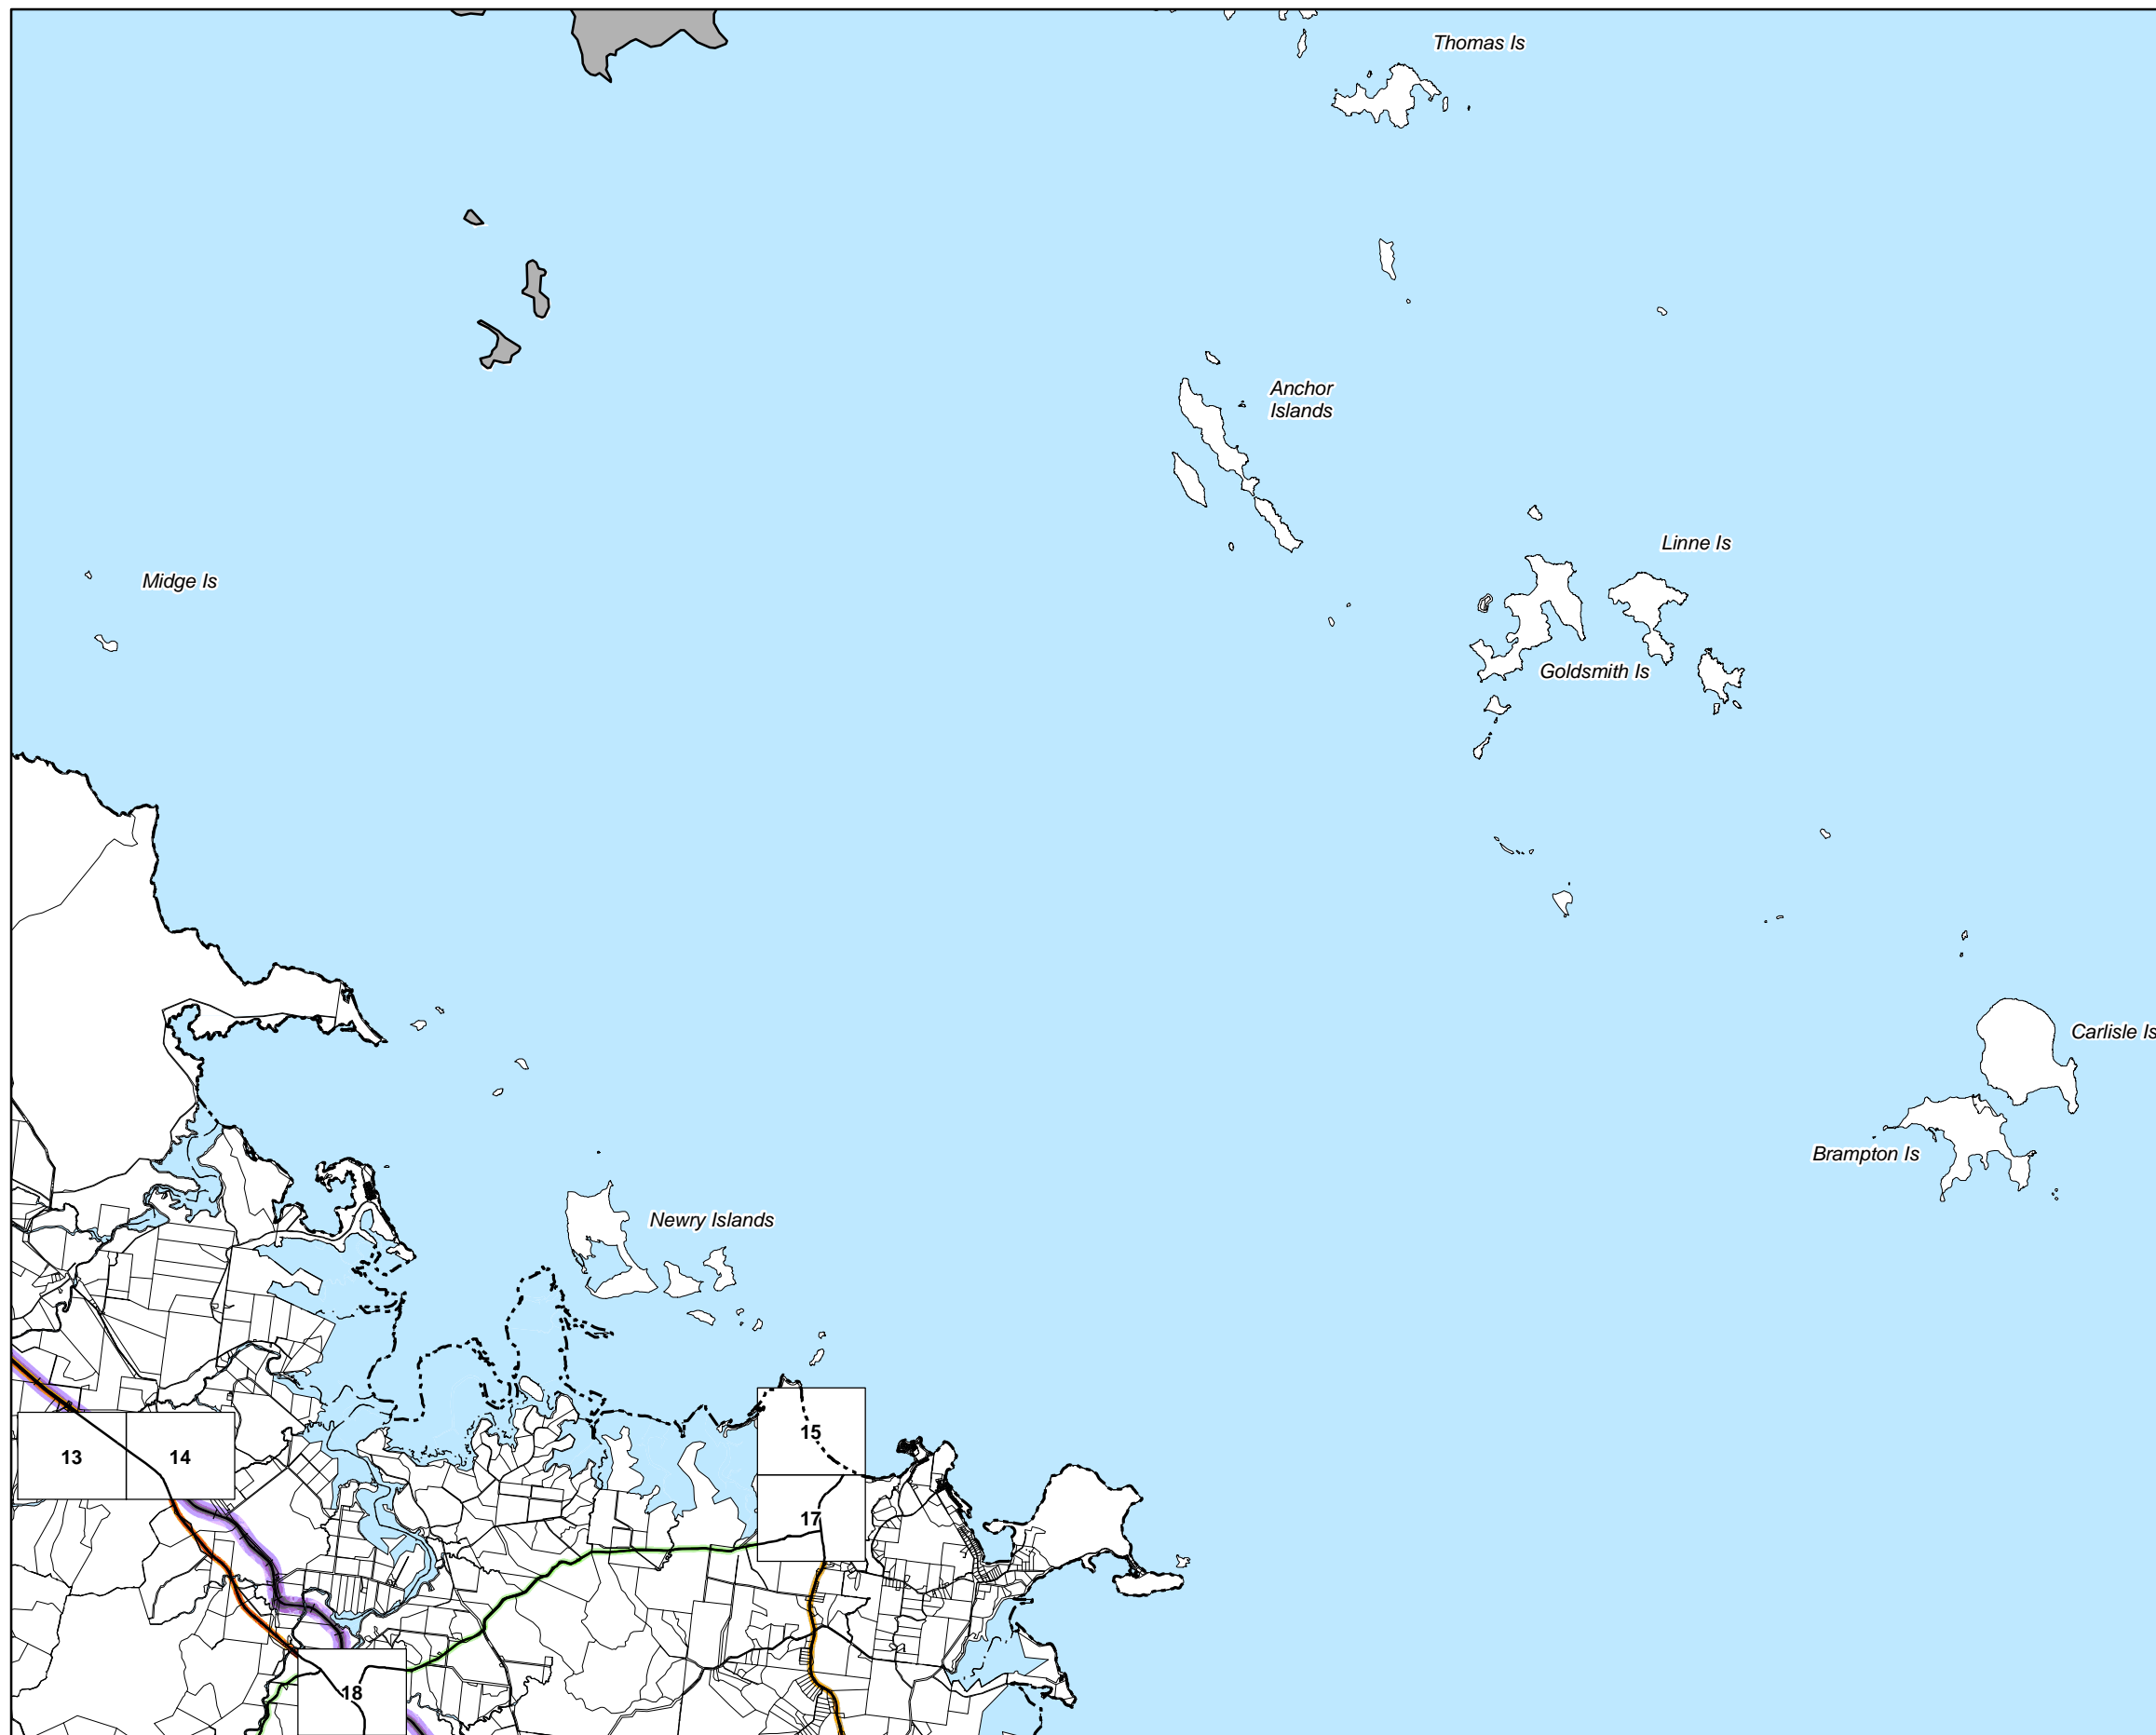 Thomas Is
Anchor
Islands
Linne Is
Midge Is
Goldsmith Is
Carlisle Is
Brampton Is
Newry Islands
15
13
14
17
18